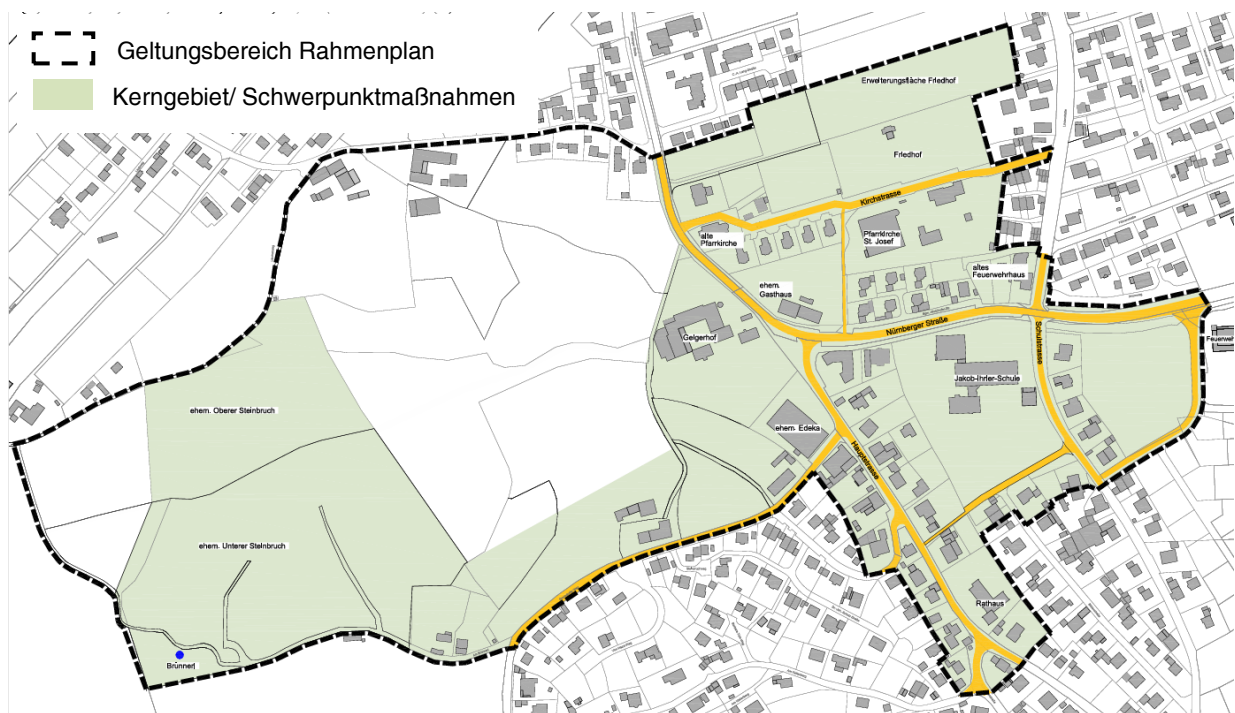 Geltungsbereich Rahmenplan
Kerngebiet/ Schwerpunktmaßnahmen
Erweiterungsfläche Friedhof
Friedhof
Kirchstrasse
alte
Pfarrkirche
Pfarrkirche
St. Josef
altes
Feuerwehrhaus
ehem.
Gasthaus
Nürnberger Straße
Geigerhof
Schulstrasse
Feuerweh
Jakob-Ihrler-Schule
ehem. Oberer Steinbruch
ehem. Edeka
Hauptstrasse
ehem. Unterer Steinbruch
Rathaus
Brünnerl